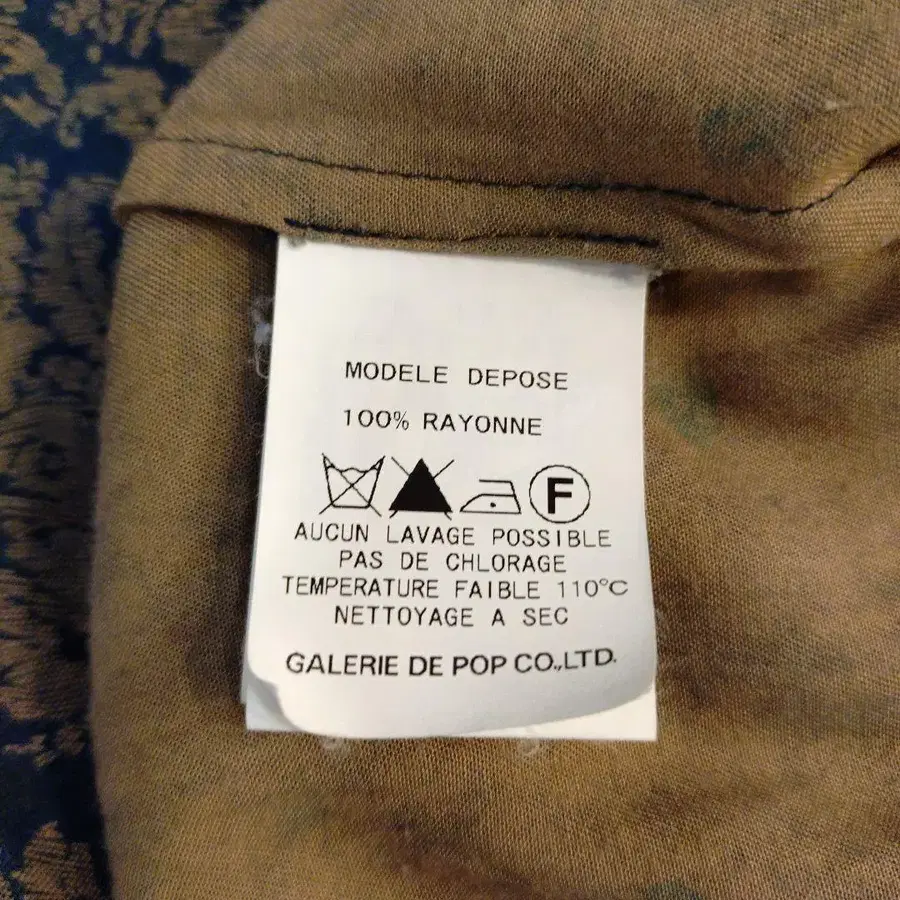 MODELE DEPOSE
100% RAYONNE
F
AUCUN LAVAGE POSSIBLE
PAS DE CHLORAGE
TEMPERATURE FAIBLE 110°C
NETTOYAGE A SEC
GALERIE DE POP CO.,LTD.